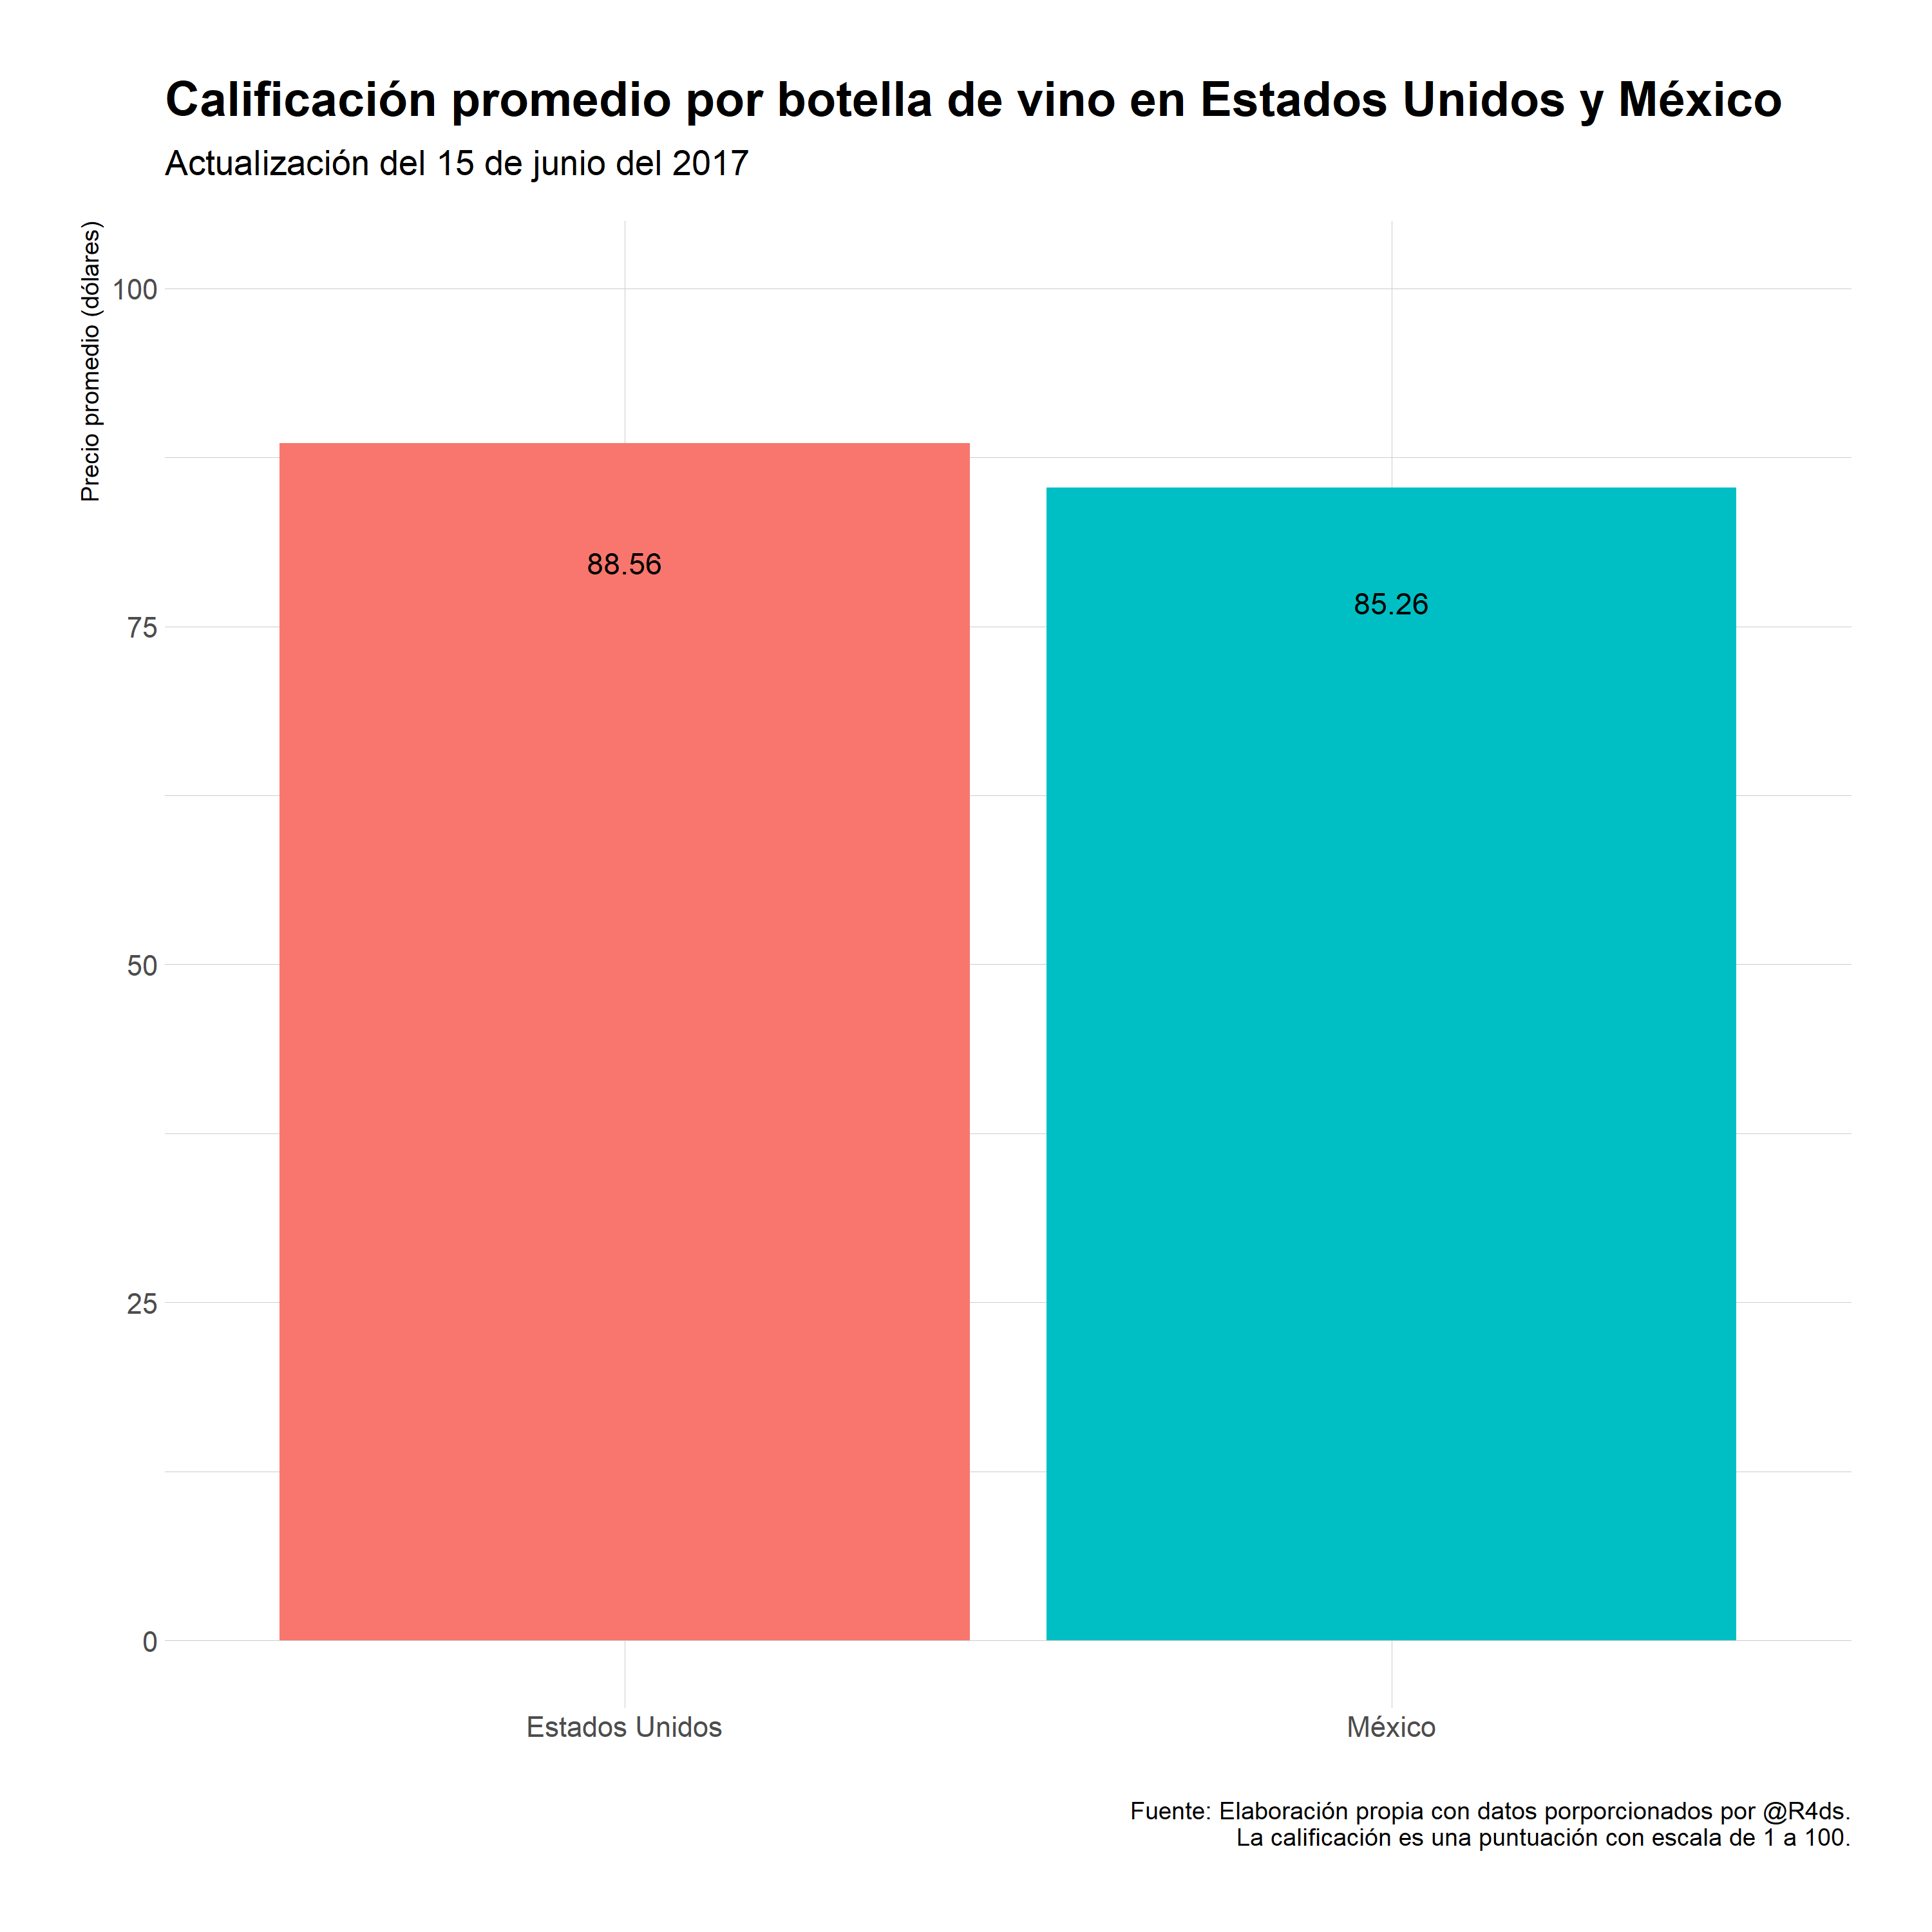 Calificación promedio por botella de vino en Estados Unidos y México
Actualización del 15 de junio del 2017
Precio promedio (dólares)
100
75
50
25
0
88.56
85.26
Estados Unidos
México
Fuente: Elaboración propia con datos porporcionados por @R4ds.
La calificación es una puntuación con escala de 1 a 100.